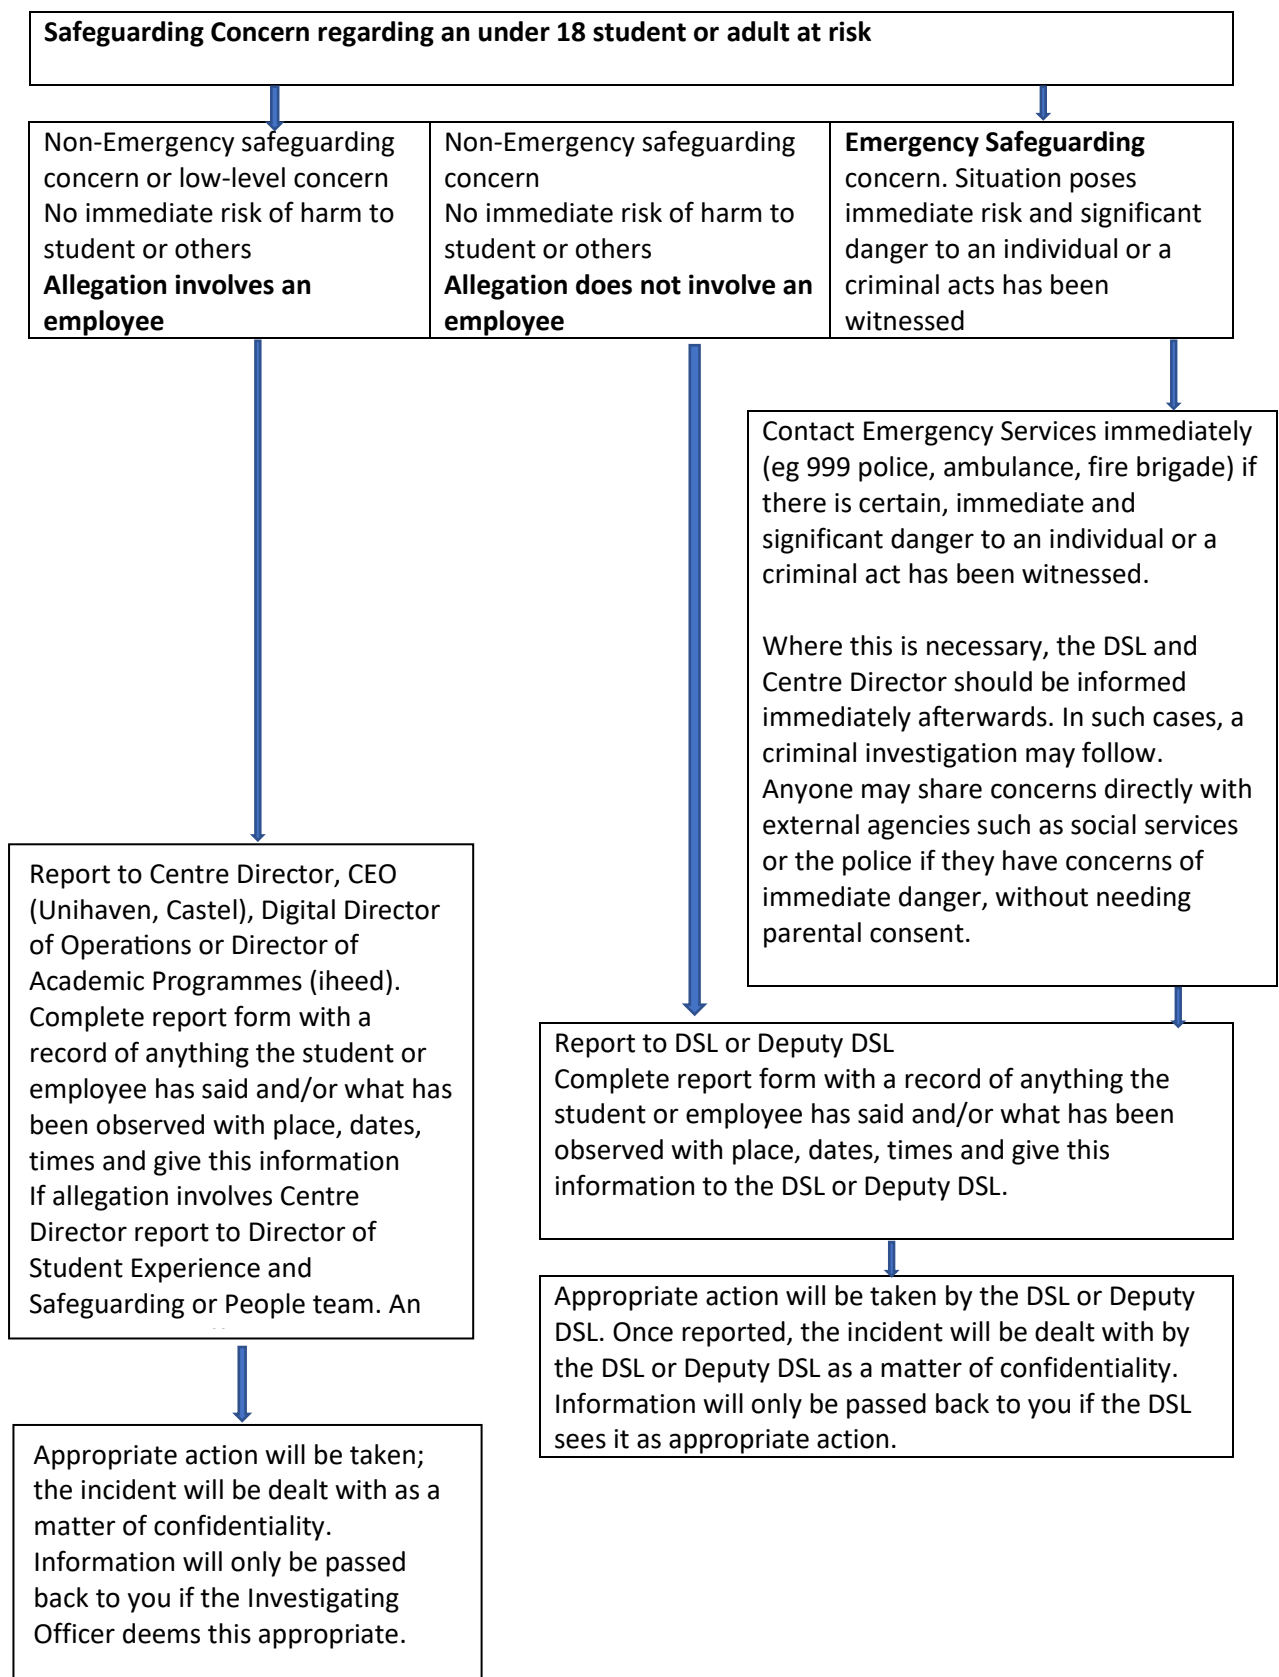 Safeguarding Concern regarding an under 18 student or adult at risk
Non-Emergency safeguarding
concern or low-level concern
No immediate risk of harm to
student or others
Allegation involves an
employee
Non-Emergency safeguarding
concern
No immediate risk of harm to
student or others
Allegation does not involve an
employee
Emergency Safeguarding
concern. Situation poses
immediate risk and significant
danger to an individual or a
criminal acts has been
witnessed
Contact Emergency Services immediately
(eg 999 police, ambulance, fire brigade) if
there is certain, immediate and
significant danger to an individual or a
criminal act has been witnessed.
Where this is necessary, the DSL and
Centre Director should be informed
immediately afterwards. In such cases, a
criminal investigation may follow.
Anyone may share concerns directly with
external agencies such as social services
or the police if they have concerns of
immediate danger, without needing
parental consent.
Report to Centre Director, CEO
(Unihaven, Castel), Digital Director
of Operations or Director of
Academic Programmes (iheed).
Complete report form with a
record of anything the student or
employee has said and/or what has
been observed with place, dates,
times and give this information
If allegation involves Centre
Director report to Director of
Student Experience and
Safeguarding or People team. An
Report to DSL or Deputy DSL
Complete report form with a record of anything the
student or employee has said and/or what has been
observed with place, dates, times and give this
information to the DSL or Deputy DSL.
Appropriate action will be taken by the DSL or Deputy
DSL. Once reported, the incident will be dealt with by
the DSL or Deputy DSL as a matter of confidentiality.
Information will only be passed back to you if the DSL
sees it as appropriate action.
Appropriate action will be taken;
the incident will be dealt with as a
matter of confidentiality.
Information will only be passed
back to you if the Investigating
Officer deems this appropriate.